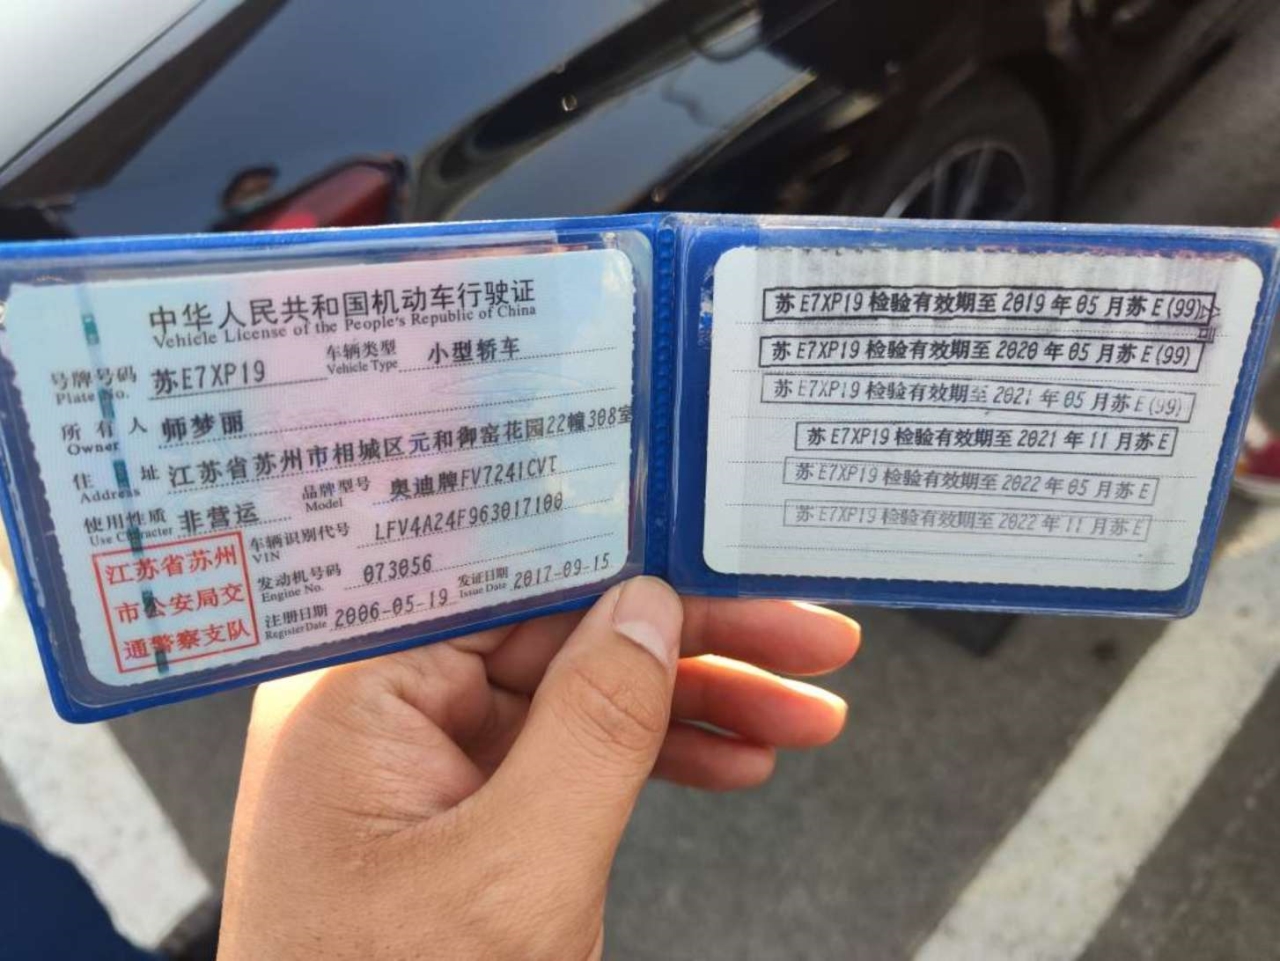 中华人民共和国机动车行驶证
Vehicle License of the People's Republic of China
号牌号码 苏E7XP19 车辆类型 小型轿车
Plate No. Vehicle Type
所有人 师梦丽
Owner
住址 江苏省苏州市相城区元和御窑花园22幢308室
Address
使用性质 非营运 品牌型号 奥迪牌FV7241CVT
Use Character Model
车辆识别代号 LFV4A24F963017100
VIN
发动机号码 073056 发证日期 2017-09-15
Engine No. Issue Date
注册日期 2006-05-19
Register Date
江苏省苏州
市公安局交
通警察支队
苏E7XP19 检验有效期至 2019 年 05 月苏 E(99)
苏E7XP19 检验有效期至 2020 年 05 月苏 E(99)
苏E7XP19 检验有效期至 2021 年 05 月苏 E(99)
苏E7XP19 检验有效期至 2021 年 11 月苏 E
苏E7XP19 检验有效期至 2022 年 05 月苏 E
苏E7XP19 检验有效期至 2022 年 11 月苏 E